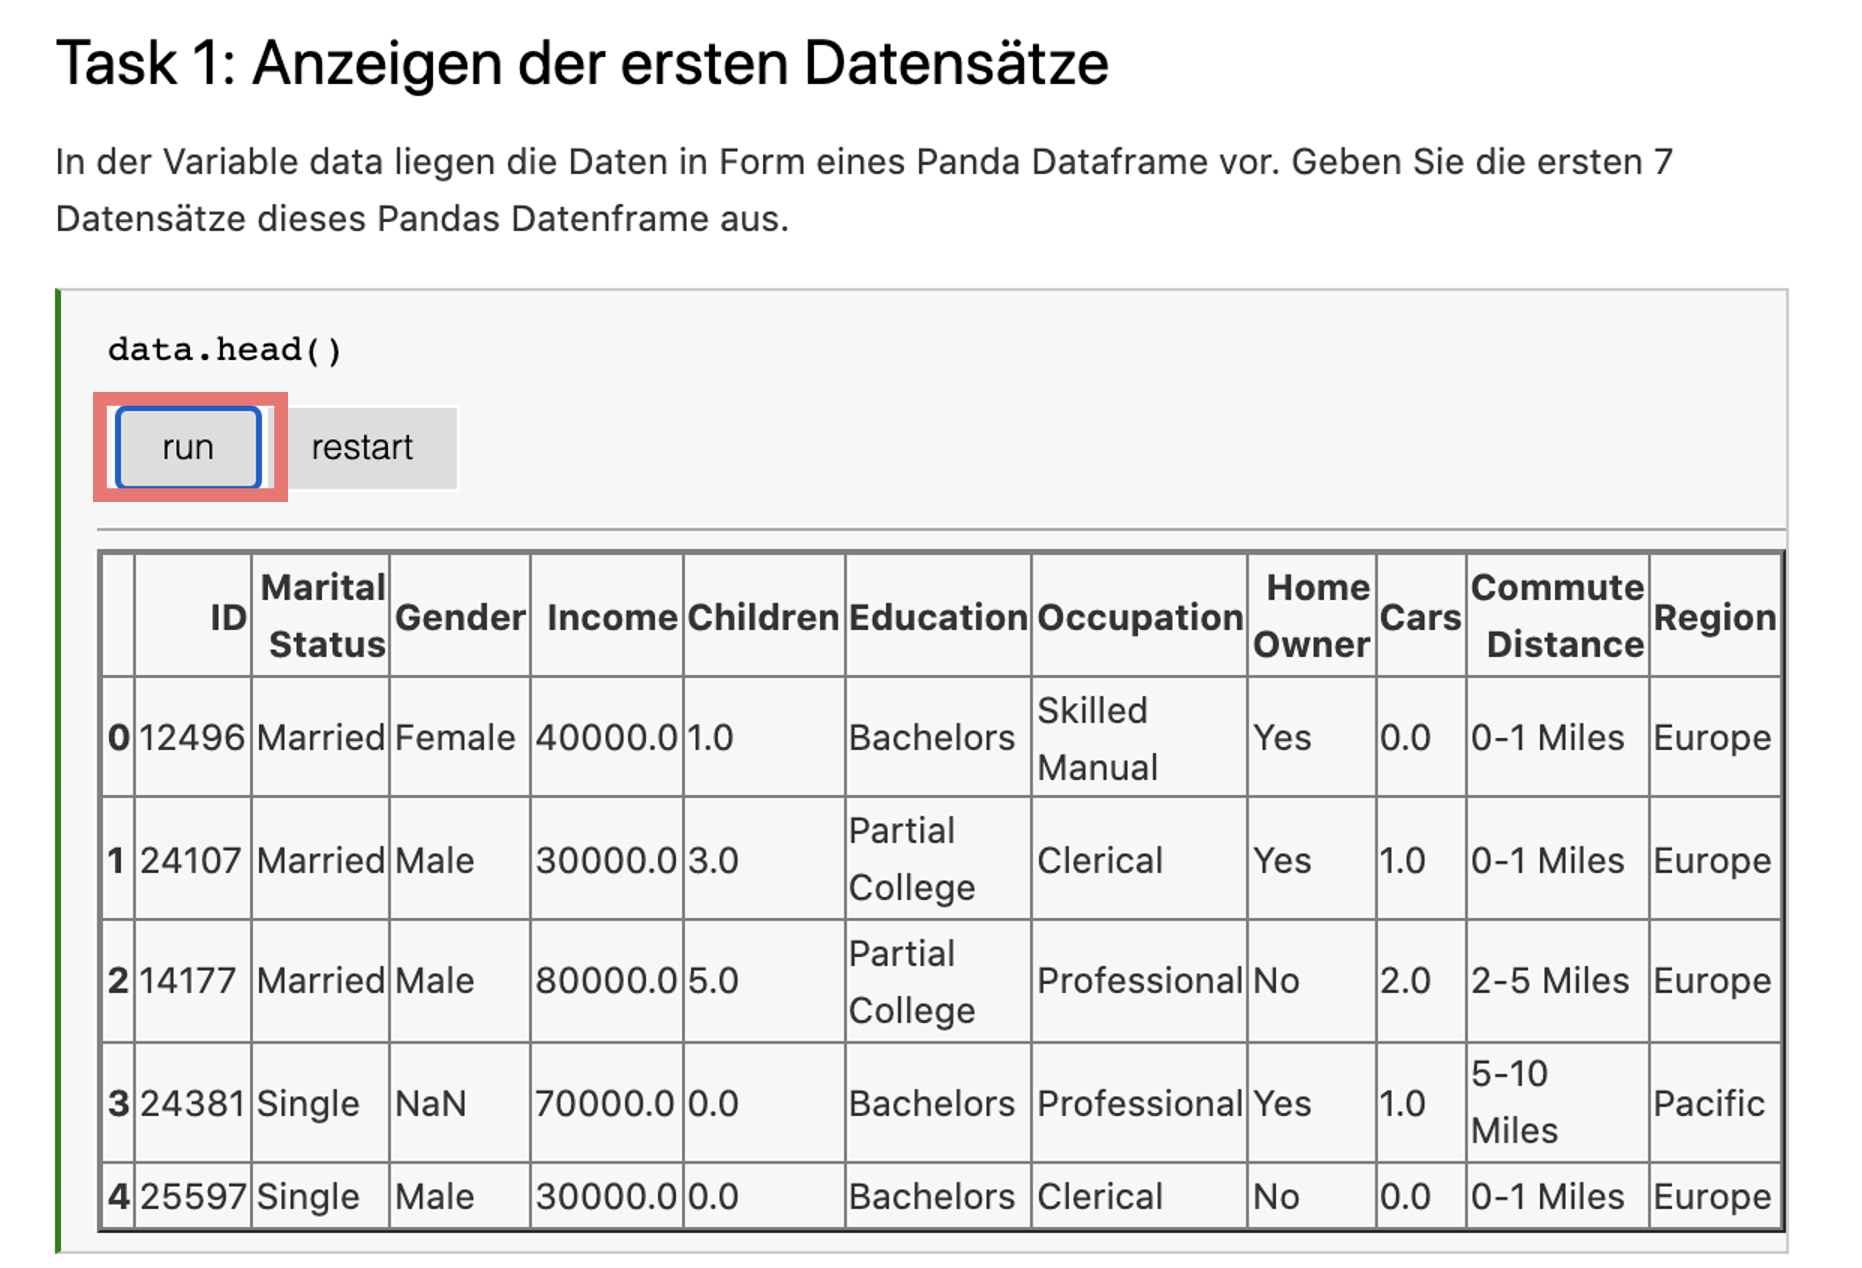 Task 1: Anzeigen der ersten Datensätze
In der Variable data liegen die Daten in Form eines Panda Dataframe vor. Geben Sie die ersten 7
Datensätze dieses Pandas Datenframe aus.
data.head()
run restart
ID Marital Status Gender Income Children Education Occupation Home Owner Cars Commute Distance Region
0 12496 Married Female 40000.0 1.0 Bachelors Skilled Manual Yes 0.0 0-1 Miles Europe
1 24107 Married Male 30000.0 3.0 Partial College Clerical Yes 1.0 0-1 Miles Europe
2 14177 Married Male 80000.0 5.0 Partial College Professional No 2.0 2-5 Miles Europe
3 24381 Single NaN 70000.0 0.0 Bachelors Professional Yes 1.0 5-10 Miles Pacific
4 25597 Single Male 30000.0 0.0 Bachelors Clerical No 0.0 0-1 Miles Europe